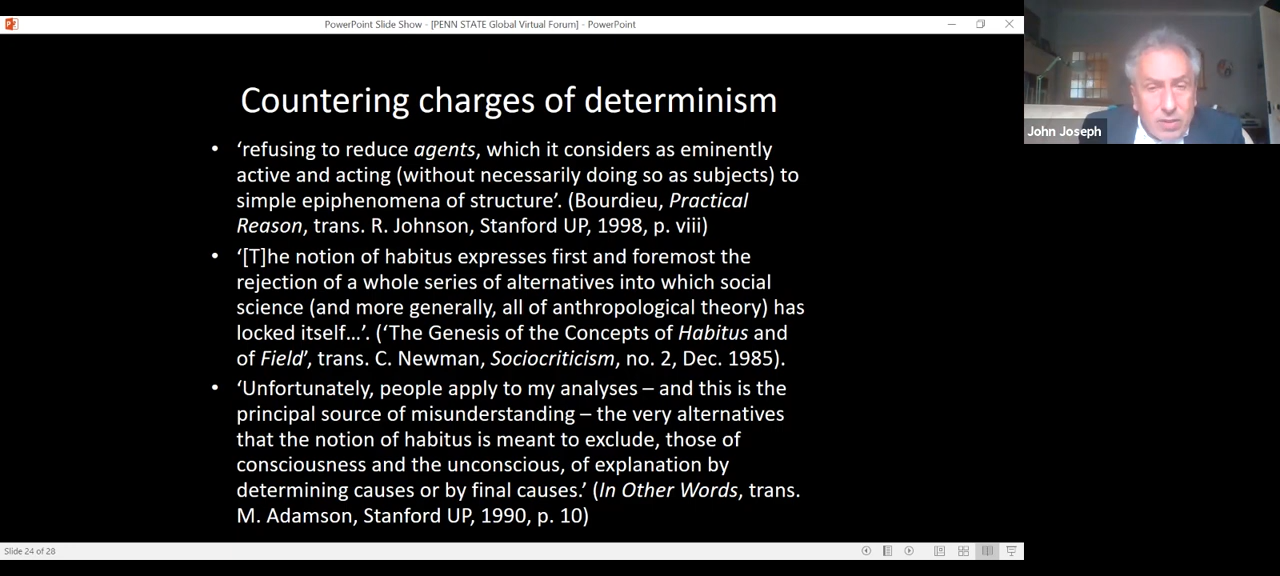 PowerPoint Slide Show - [PENN STATE Global Virtual Forum] - PowerPoint
Countering charges of determinism
• ‘refusing to reduce agents, which it considers as eminently
active and acting (without necessarily doing so as subjects) to
simple epiphenomena of structure’. (Bourdieu, Practical
Reason, trans. R. Johnson, Stanford UP, 1998, p. viii)
• ‘[T]he notion of habitus expresses first and foremost the
rejection of a whole series of alternatives into which social
science (and more generally, all of anthropological theory) has
locked itself…’. (‘The Genesis of the Concepts of Habitus and
of Field’, trans. C. Newman, Sociocriticism, no. 2, Dec. 1985).
• ‘Unfortunately, people apply to my analyses – and this is the
principal source of misunderstanding – the very alternatives
that the notion of habitus is meant to exclude, those of
consciousness and the unconscious, of explanation by
determining causes or by final causes.’ (In Other Words, trans.
M. Adamson, Stanford UP, 1990, p. 10)
John Joseph
Slide 24 of 28